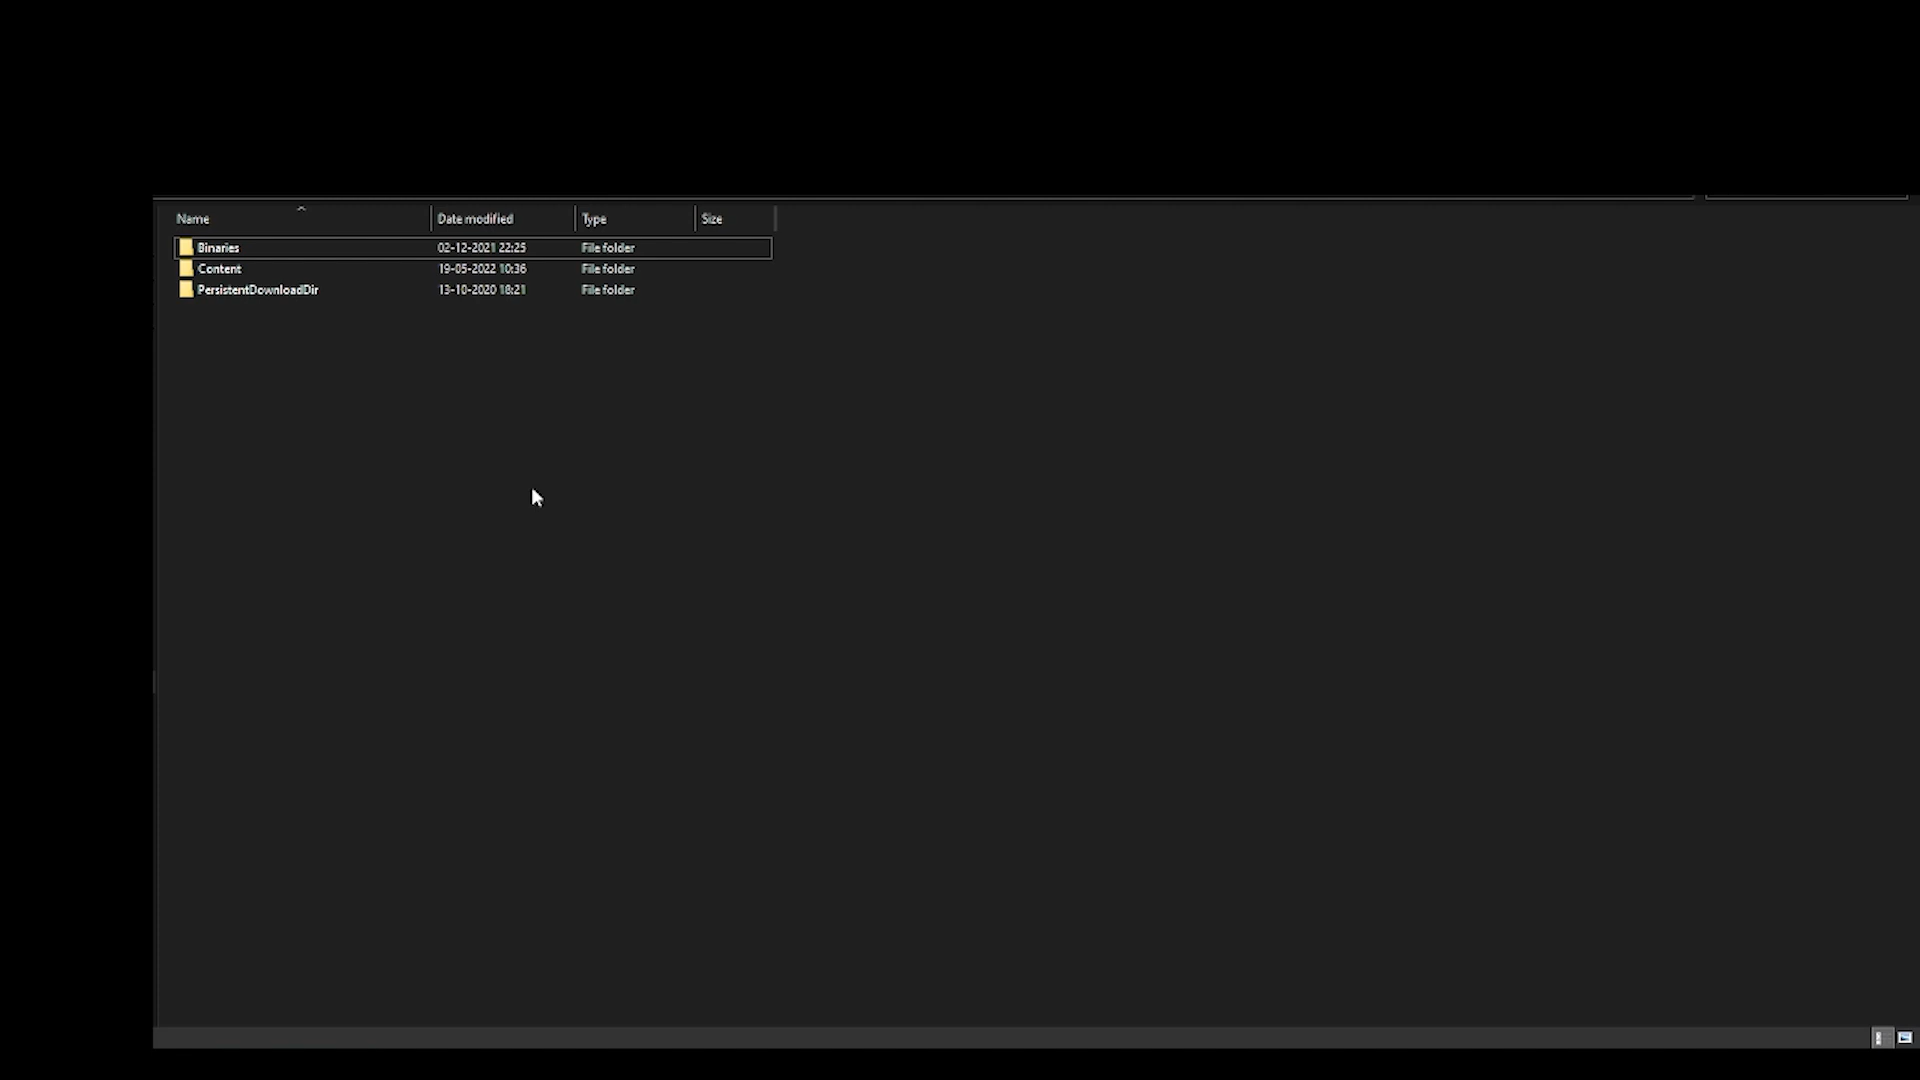 Name Date modified Type Size
Binaries 02-12-2021 22:25 File folder
Content 19-05-2022 10:36 File folder
PersistentDownloadDir 13-10-2020 18:21 File folder